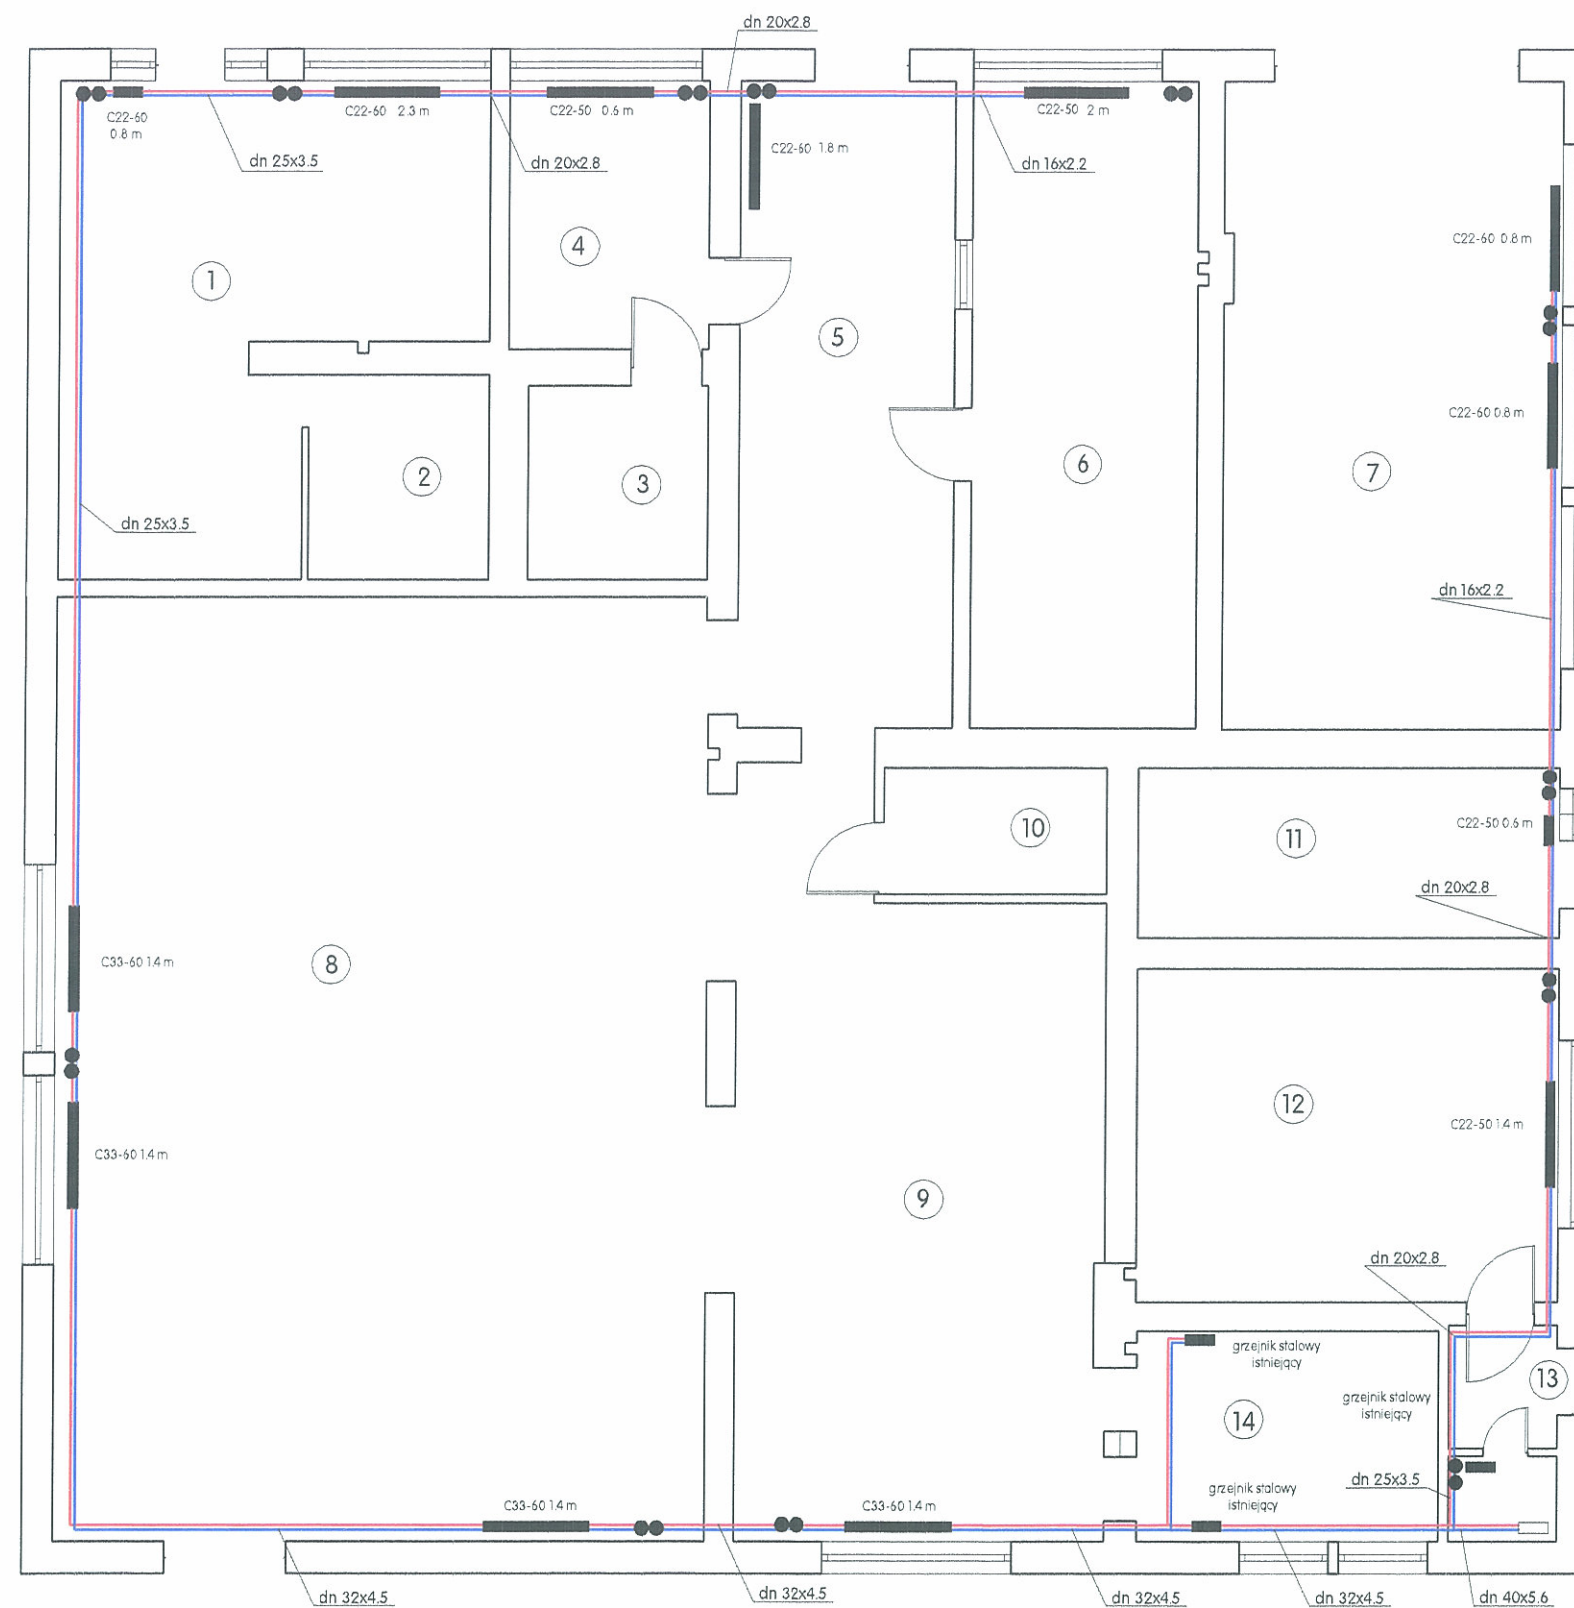 dn 20x2.8
C22-60
0.8 m
C22-60 2.3 m
C22-50 0.6 m
C22-50 2 m
dn 25x3.5
dn 20x2.8
C22-60 1.8 m
dn 16x2.2
4
C22-60 0.8 m
1
5
C22-60 0.8 m
6
7
2
3
dn 25x3.5
dn 16x2.2
10
11
C22-50 0.6 m
dn 20x2.8
8
C33-60 1.4 m
12
C22-50 1.4 m
C33-60 1.4 m
9
dn 20x2.8
grzejnik stalowy
istniejący
13
grzejnik stalowy
istniejący
14
dn 25x3.5
grzejnik stalowy
istniejący
C33-60 1.4 m
C33-60 1.4 m
dn 32x4.5
dn 32x4.5
dn 32x4.5
dn 32x4.5
dn 40x5.6